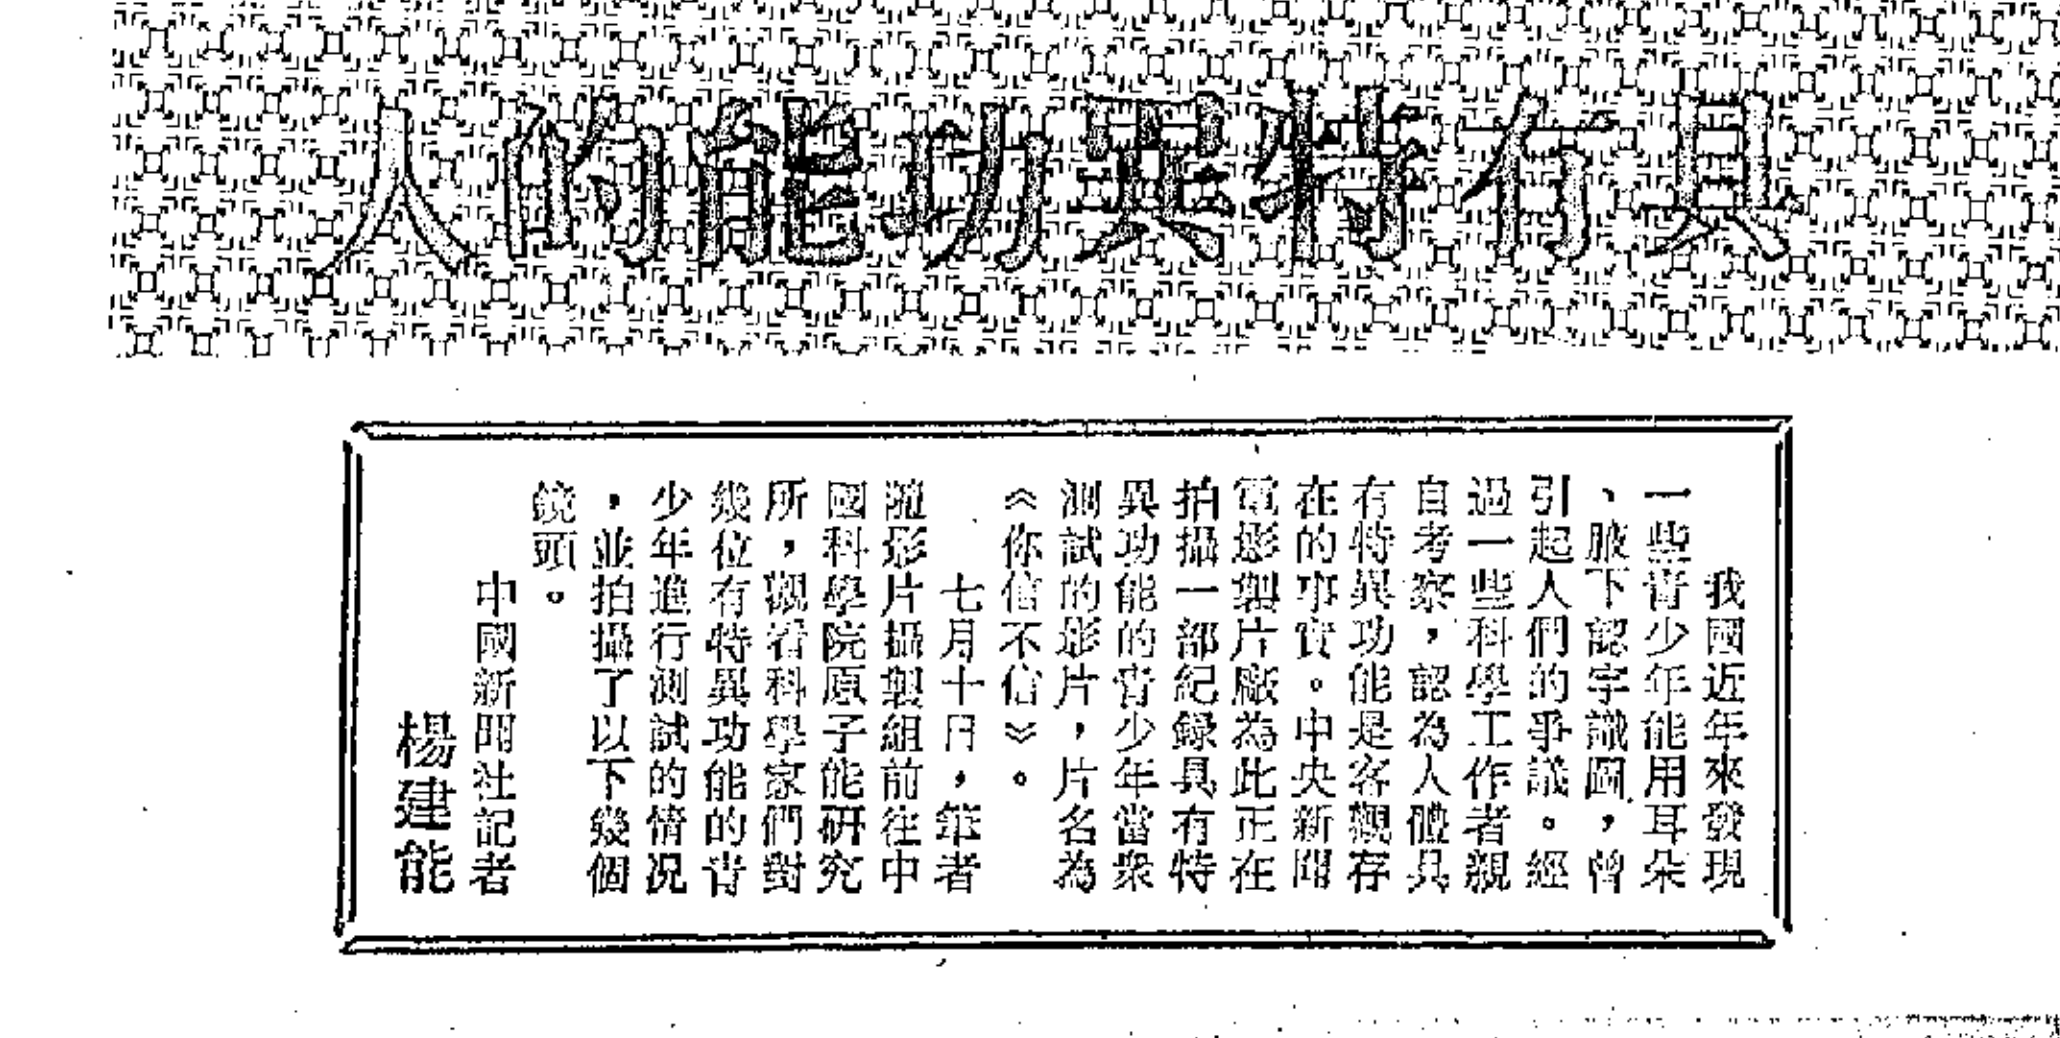 具有特異功能的人
我國近年來發現
一些青少年能用耳朵
、腋下認字識圖，曾
引起人們的爭議。經
過一些科學工作者親
自考察，認為人體具
有特異功能是客觀存
在的事實。中央新聞
電影製片廠為此正在
拍攝一部紀錄具有特
異功能的青少年當眾
測試的影片，片名為
《你信不信》。
七月十日，筆者
隨影片攝製組前往中
國科學院原子能研究
所，觀看科學家們對
幾位有特異功能的青
少年進行測試的情況
，並拍攝了以下幾個
鏡頭。
中國新聞社記者
楊建能